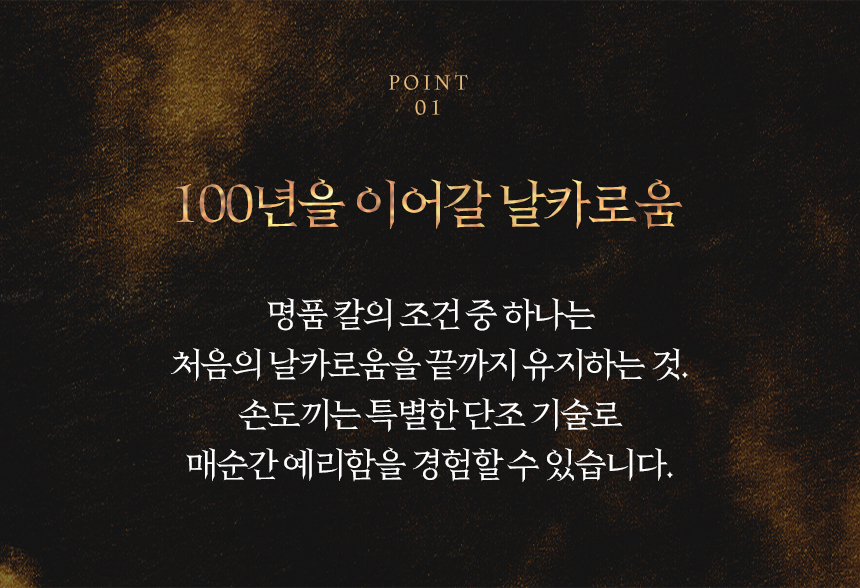 POINT
01
100년을 이어갈 날카로움
명품 칼의 조건 중 하나는
처음의 날카로움을 끝까지 유지하는 것.
손도끼는 특별한 단조 기술로
매순간 예리함을 경험할 수 있습니다.